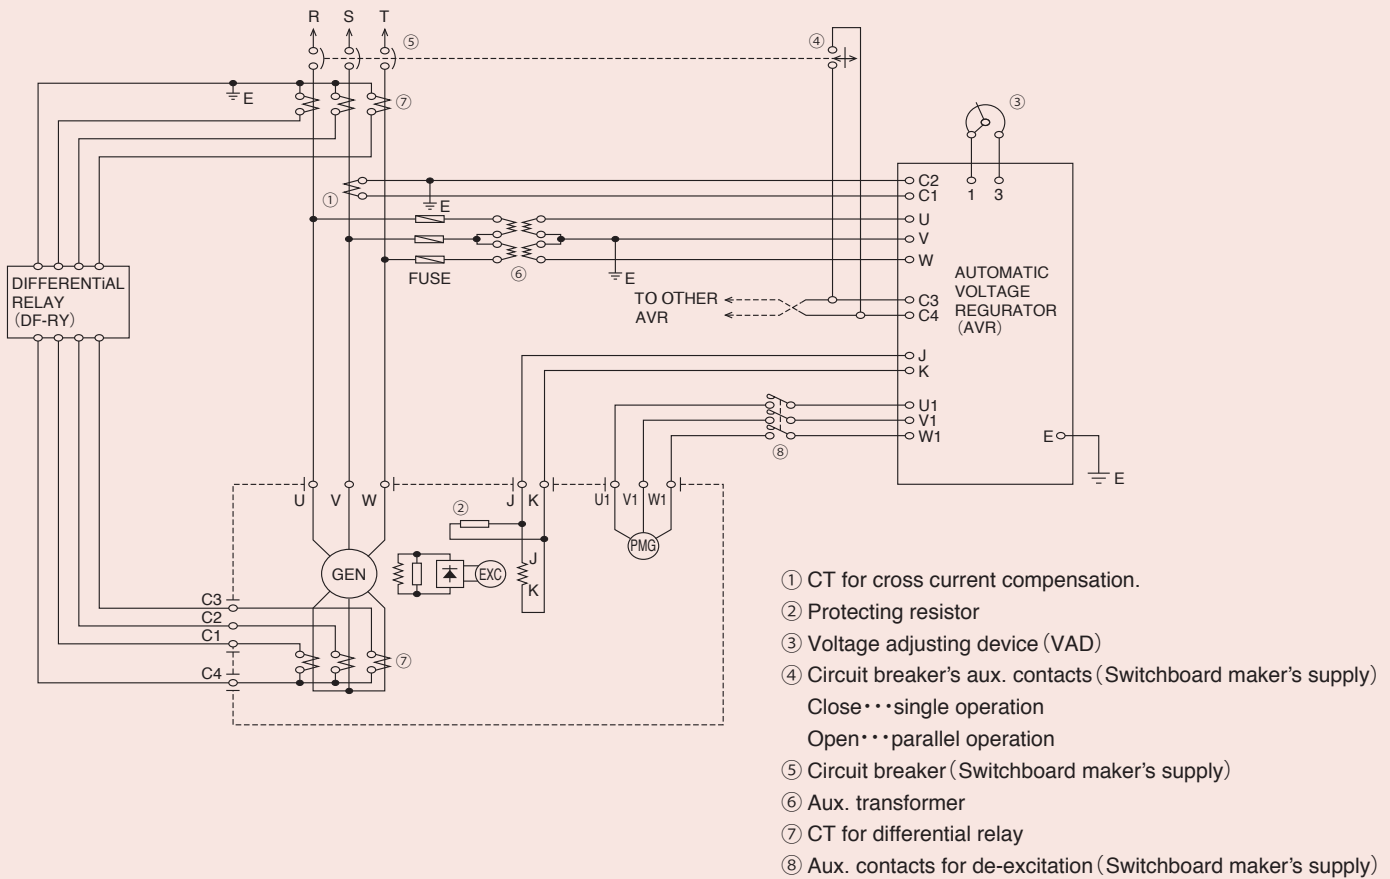 R S T
⑤
④
E
⑦
③
①
E
C2
C1
1 3
U
V
W
FUSE
⑥
E
DIFFERENTiAL
RELAY
(DF-RY)
TO OTHER
AVR
C3
C4
AUTOMATIC
VOLTAGE
REGURATOR
(AVR)
J
K
U1
V1
W1
⑧
E
E
U V W
J K
U1 V1 W1
②
PMG
GEN
EXC
J
K
C3
C2
C1
C4
⑦
① CT for cross current compensation.
② Protecting resistor
③ Voltage adjusting device (VAD)
④ Circuit breaker's aux. contacts (Switchboard maker's supply)
Close･･･single operation
Open･･･parallel operation
⑤ Circuit breaker (Switchboard maker's supply)
⑥ Aux. transformer
⑦ CT for differential relay
⑧ Aux. contacts for de-excitation (Switchboard maker's supply)